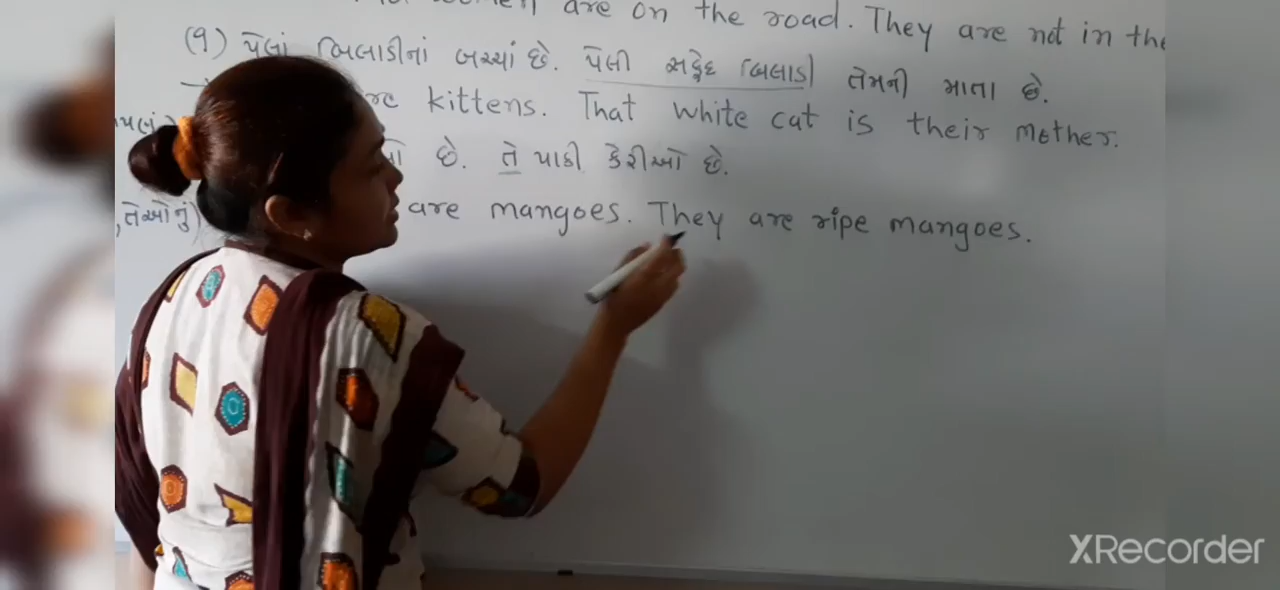 are on the road. They are not in the
(૧) પેલાં બિલાડીનાં બચ્ચાં છે. પેલી સફેદ બિલાડી તેમની માતા છે.
kittens. That white cat is their Mother.
છે. તે પાકી કેરીઓ છે.
,તેઓનું) are mangoes. They are ripe mangoes.
XRecorder